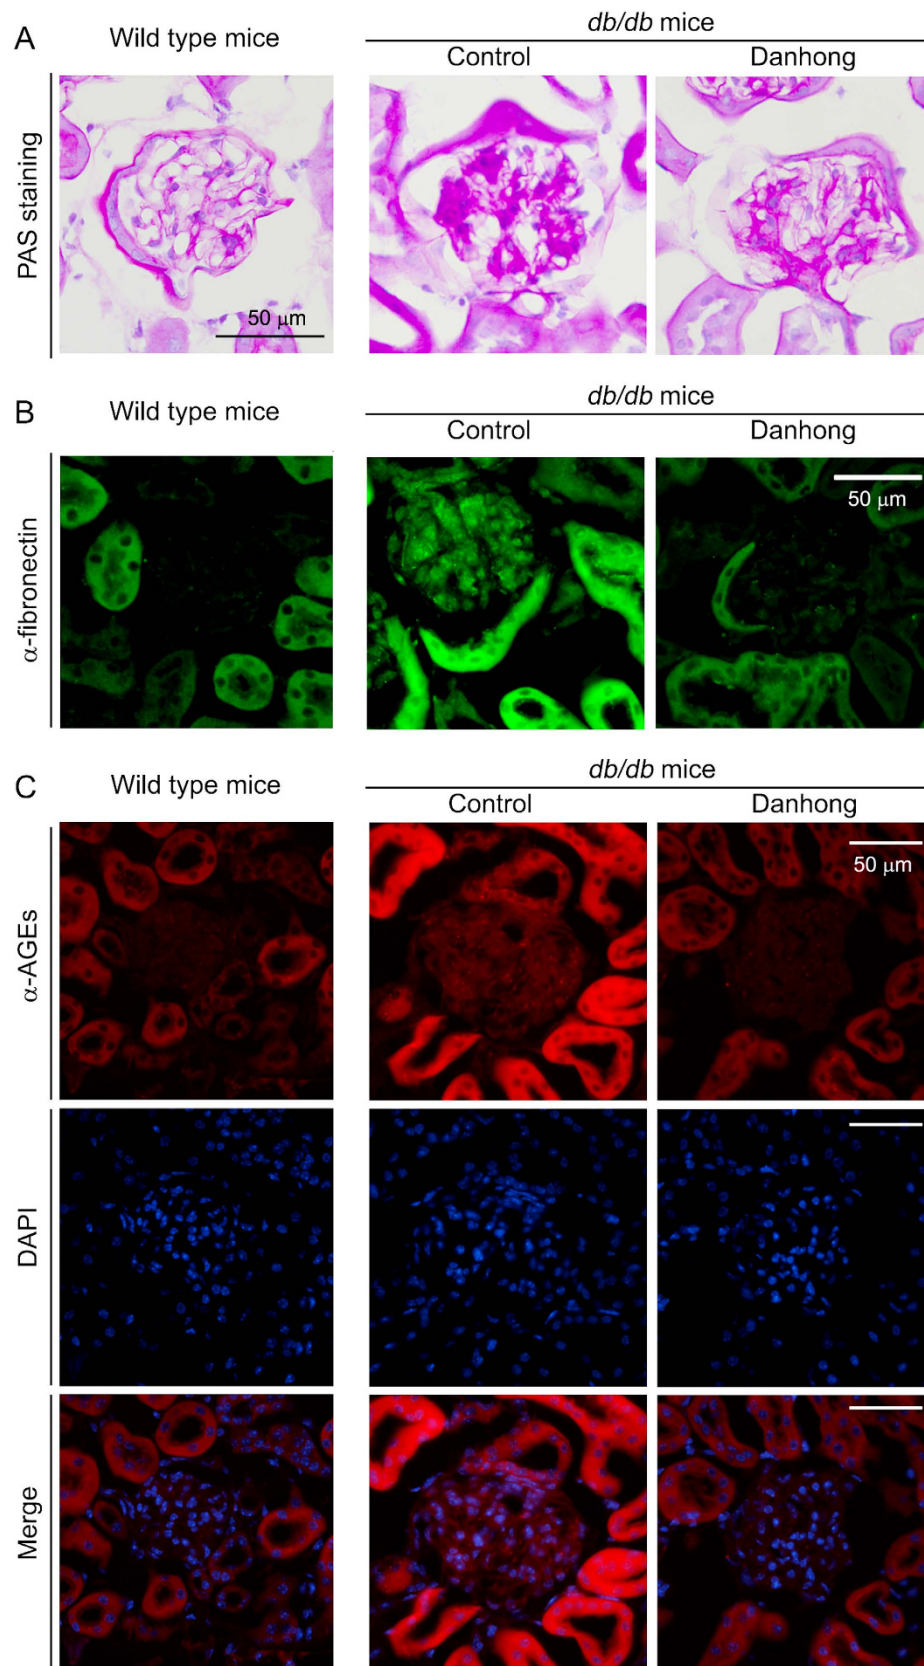 A
Wild type mice
db/db mice
Control
Danhong
PAS staining
50 μm
B
Wild type mice
db/db mice
Control
Danhong
α-fibronectin
50 μm
C
Wild type mice
db/db mice
Control
Danhong
α-AGEs
50 μm
DAPI
Merge